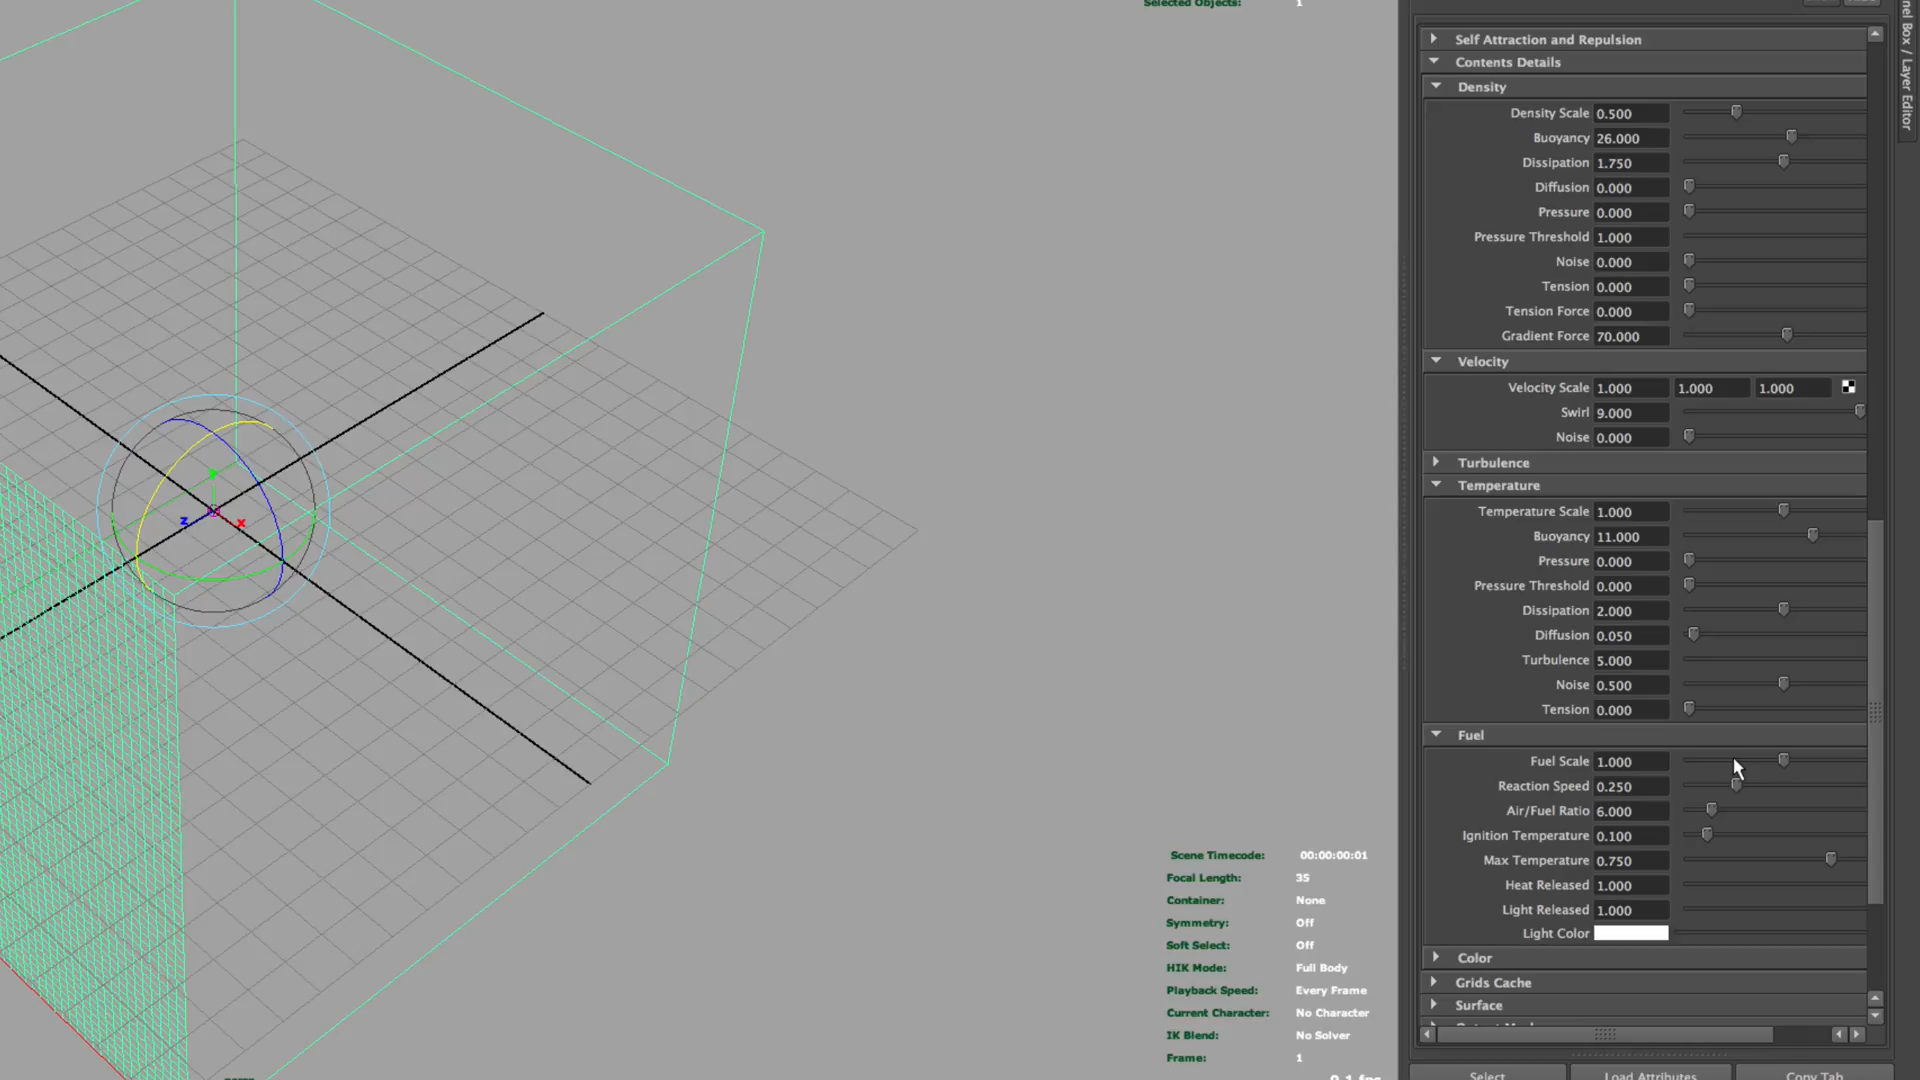 Selected Objects: 1
nel Box / Layer Editor
Self Attraction and Repulsion
Contents Details
Density
Density Scale 0.500
Buoyancy 26.000
Dissipation 1.750
Diffusion 0.000
Pressure 0.000
Pressure Threshold 1.000
Noise 0.000
Tension 0.000
Tension Force 0.000
Gradient Force 70.000
Velocity
Velocity Scale 1.000 1.000 1.000
Swirl 9.000
Noise 0.000
Turbulence
Temperature
Temperature Scale 1.000
Buoyancy 11.000
Pressure 0.000
Pressure Threshold 0.000
Dissipation 2.000
Diffusion 0.050
Turbulence 5.000
Noise 0.500
Tension 0.000
Fuel
Fuel Scale 1.000
Reaction Speed 0.250
Air/Fuel Ratio 6.000
Ignition Temperature 0.100
Max Temperature 0.750
Heat Released 1.000
Light Released 1.000
Light Color
Color
Grids Cache
Surface
z x
Scene Timecode: 00:00:00:01
Focal Length: 35
Container: None
Symmetry: Off
Soft Select: Off
HIK Mode: Full Body
Playback Speed: Every Frame
Current Character: No Character
IK Blend: No Solver
Frame: 1
Select Load Attributes Copy Tab